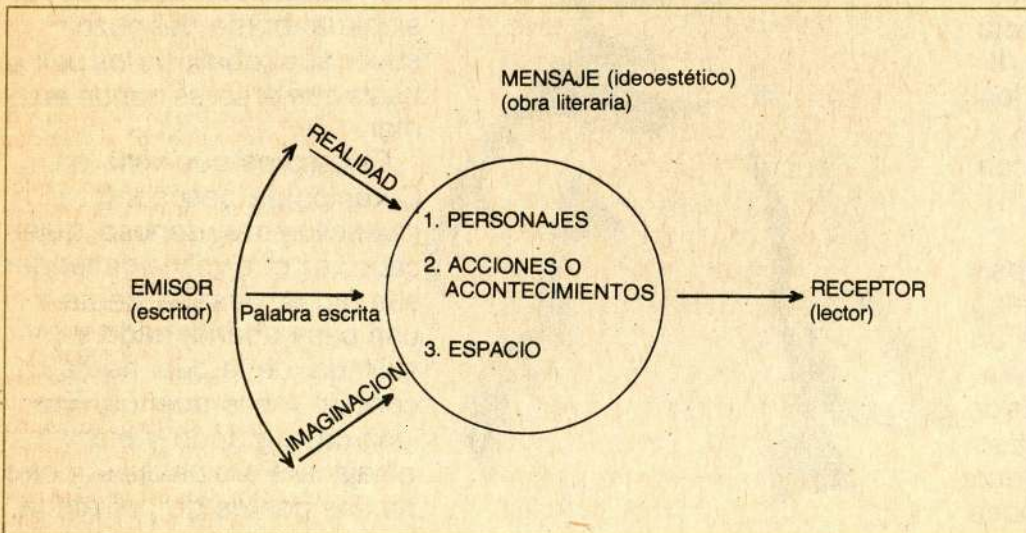 MENSAJE (ideoestético)
(obra literaria)
REALIDAD
1. PERSONAJES
2. ACCIONES O
ACONTECIMIENTOS
EMISOR
(escritor)
Palabra escrita
RECEPTOR
(lector)
3. ESPACIO
IMAGINACION